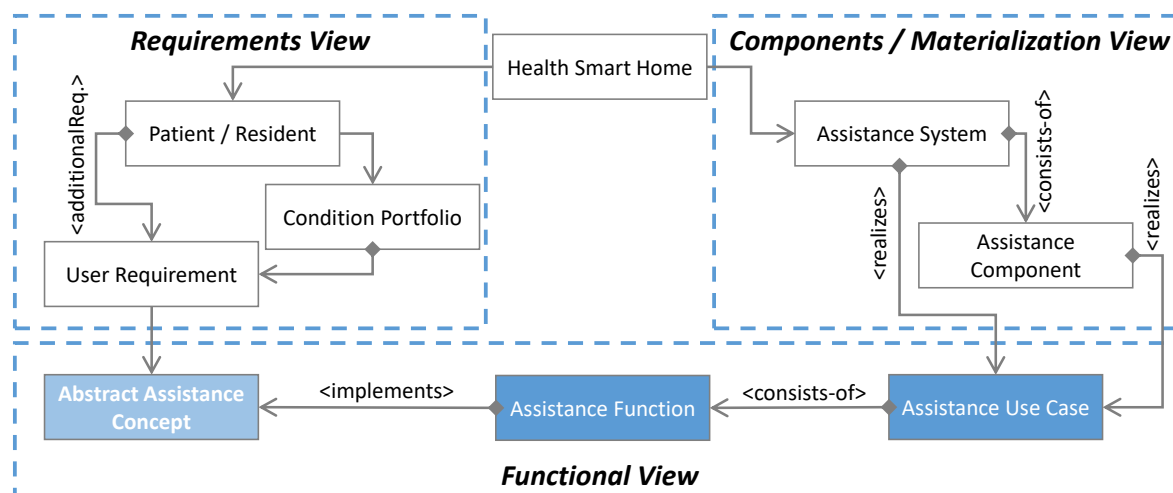 Requirements View
Components / Materialization View
Health Smart Home
<additionalReq.>
Patient / Resident
Condition Portfolio
User Requirement
Assistance System
<consists-of>
<realizes>
<realizes>
Assistance
Component
Abstract Assistance
Concept
<implements>
Assistance Function
<consists-of>
Assistance Use Case
Functional View